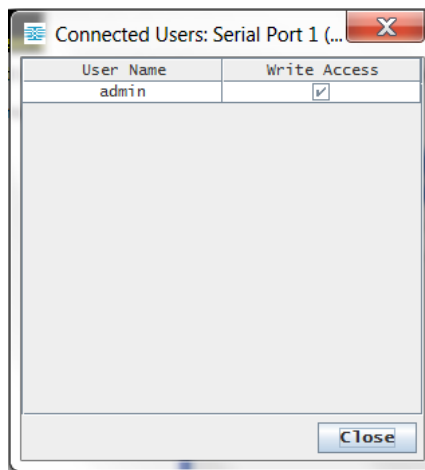 Connected Users: Serial Port 1 (...
User Name Write Access
admin
Close